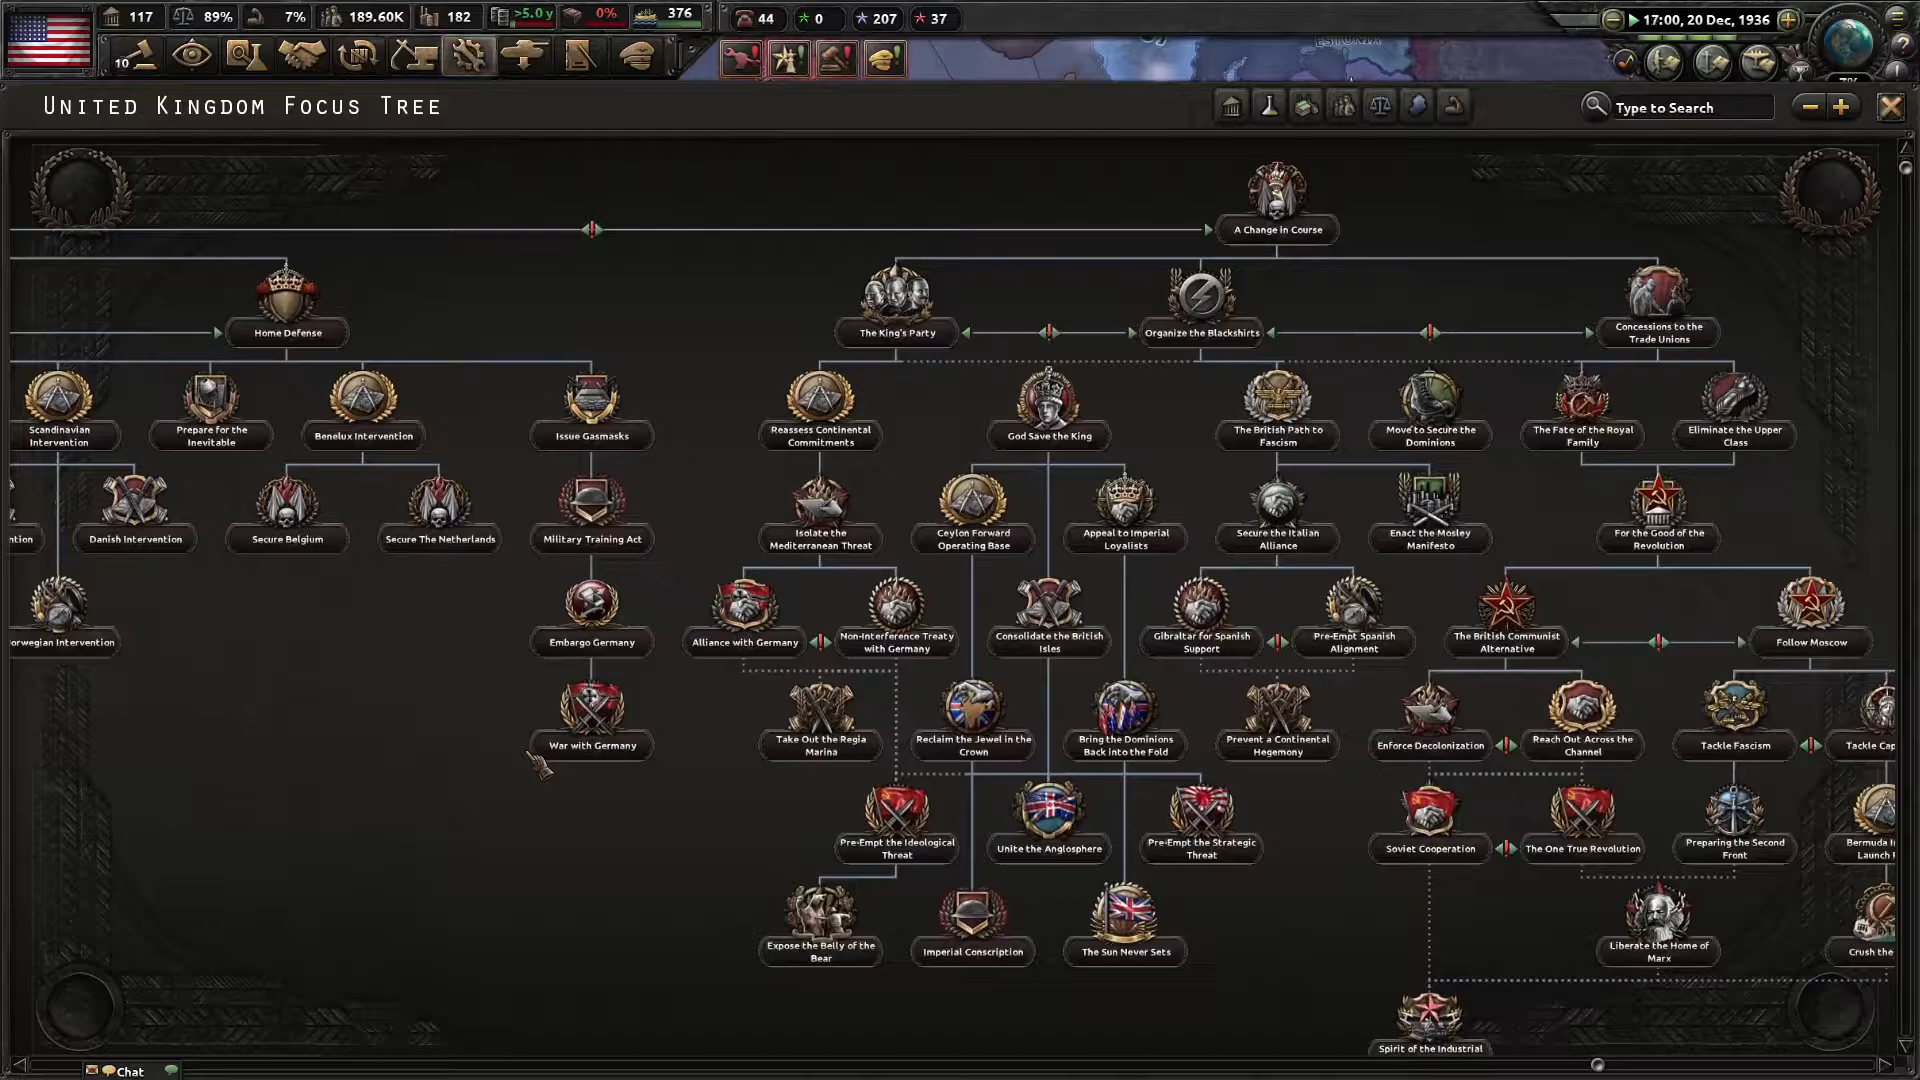 117
89%
7%
189.60K
182
>5.0 y
0%
376
44
0
207
37
17:00, 20 Dec, 1936
10
ESTONIA
7%
United Kingdom Focus Tree
Type to Search
A Change in Course
Home Defense
The King's Party
Organize the Blackshirts
Concessions to the
Trade Unions
Scandinavian
Intervention
Prepare for the
Inevitable
Benelux Intervention
Issue Gasmasks
Reassess Continental
Commitments
God Save the King
The British Path to
Fascism
Move to Secure the
Dominions
The Fate of the Royal
Family
Eliminate the Upper
Class
ntion
Danish Intervention
Secure Belgium
Secure The Netherlands
Military Training Act
Isolate the
Mediterranean Threat
Ceylon Forward
Operating Base
Appeal to Imperial
Loyalists
Secure the Italian
Alliance
Enact the Mosley
Manifesto
For the Good of the
Revolution
orwegian Intervention
Embargo Germany
Alliance with Germany
Non-Interference Treaty
with Germany
Consolidate the British
Isles
Gibraltar for Spanish
Support
Pre-Empt Spanish
Alignment
The British Communist
Alternative
Follow Moscow
War with Germany
Take Out the Regia
Marina
Reclaim the Jewel in the
Crown
Bring the Dominions
Back into the Fold
Prevent a Continental
Hegemony
Enforce Decolonization
Reach Out Across the
Channel
Tackle Fascism
Tackle Cap
Pre-Empt the Ideological
Threat
Unite the Anglosphere
Pre-Empt the Strategic
Threat
Soviet Cooperation
The One True Revolution
Preparing the Second
Front
Bermuda I
Launch
Expose the Belly of the
Bear
Imperial Conscription
The Sun Never Sets
Liberate the Home of
Marx
Crush the
Spirit of the Industrial
Chat